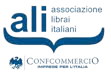 ali associazione
librai
italiani
CONFCOMMERCIO
IMPRESE PER L'ITALIA